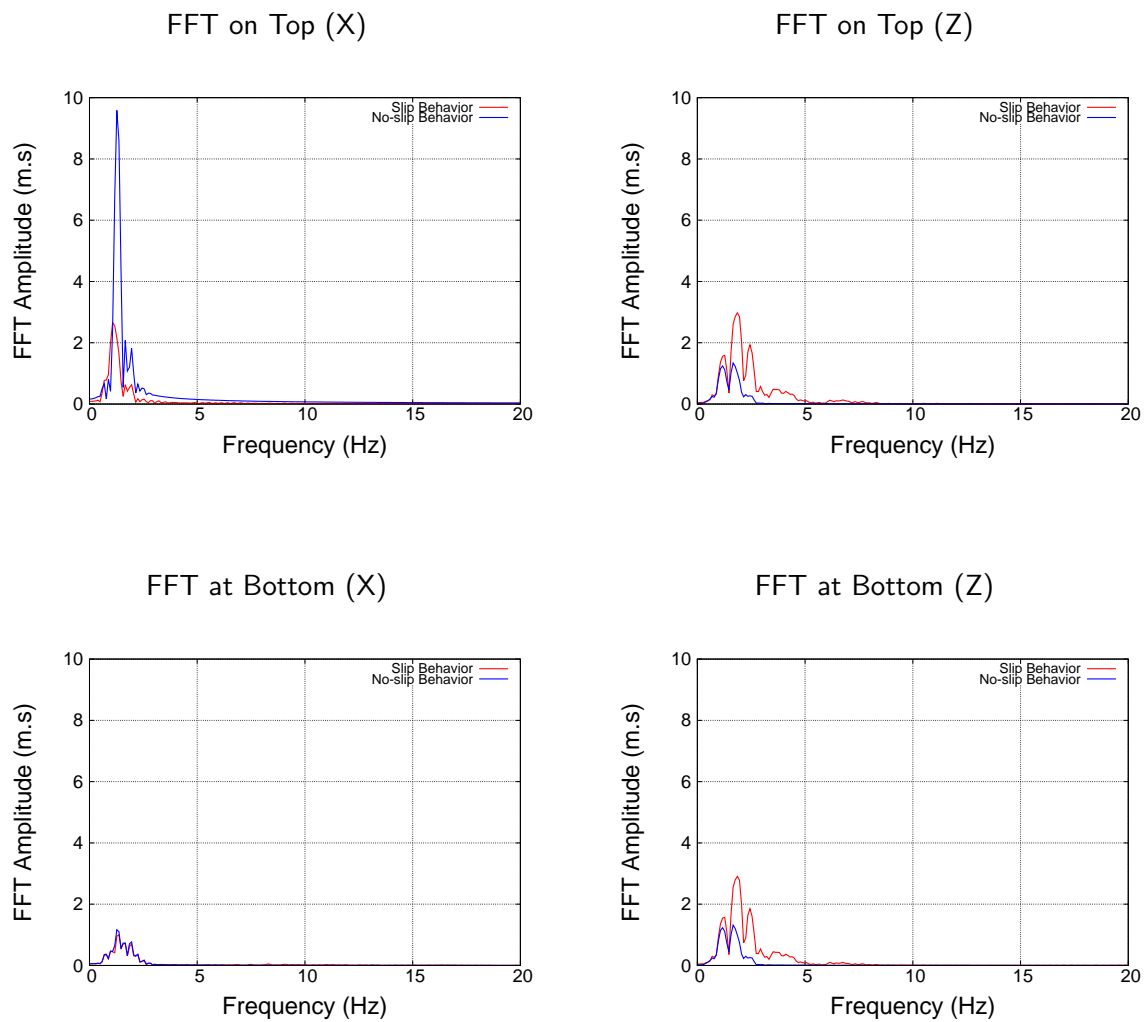 FFT on Top (X)
10
8
6
4
2
0
0 5 10 15 20
FFT Amplitude (m.s)
Frequency (Hz)
Slip Behavior
No-slip Behavior
FFT on Top (Z)
10
8
6
4
2
0
0 5 10 15 20
FFT Amplitude (m.s)
Frequency (Hz)
Slip Behavior
No-slip Behavior
FFT at Bottom (X)
10
8
6
4
2
0
0 5 10 15 20
FFT Amplitude (m.s)
Frequency (Hz)
Slip Behavior
No-slip Behavior
FFT at Bottom (Z)
10
8
6
4
2
0
0 5 10 15 20
FFT Amplitude (m.s)
Frequency (Hz)
Slip Behavior
No-slip Behavior